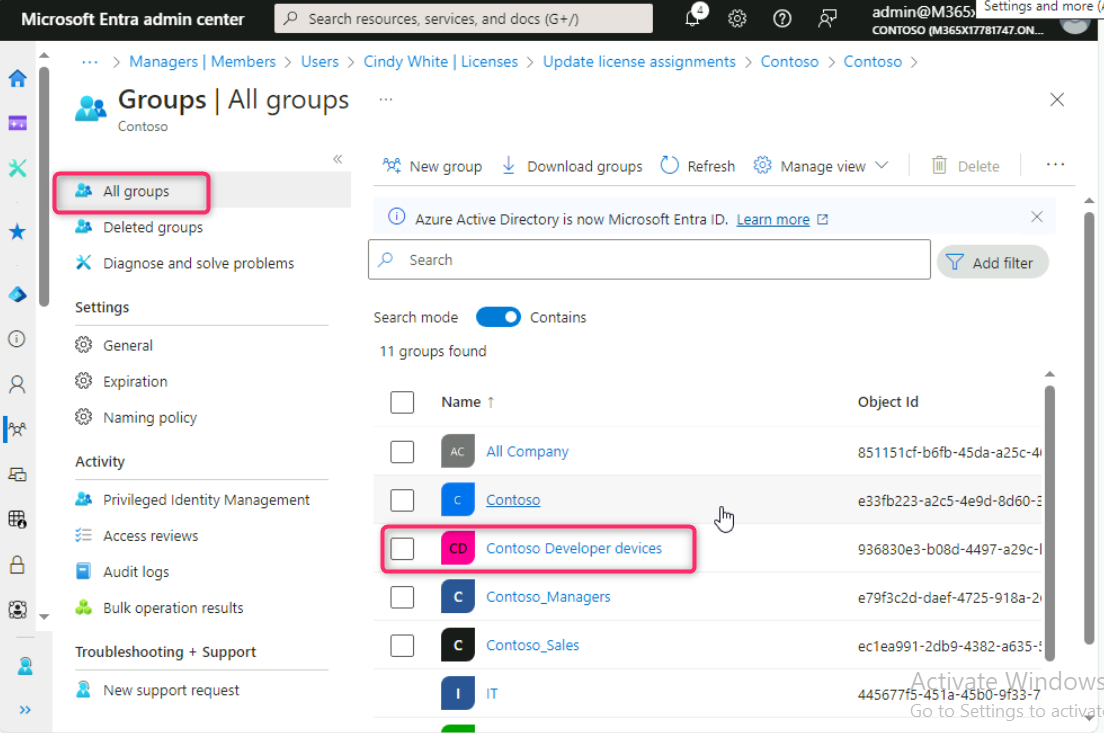 Microsoft Entra admin center
Search resources, services, and docs (G+/)
4
admin@M365x
CONTOSO (M365X17781747.ON...
Settings and more (A
... > Managers | Members > Users > Cindy White | Licenses > Update license assignments > Contoso > Contoso >
Groups | All groups ...
Contoso
«
New group
Download groups
Refresh
Manage view
Delete
...
All groups
Deleted groups
Diagnose and solve problems
Settings
General
Expiration
Naming policy
Activity
Privileged Identity Management
Access reviews
Audit logs
Bulk operation results
Troubleshooting + Support
New support request
»
Azure Active Directory is now Microsoft Entra ID. Learn more
Search
Add filter
Search mode
Contains
11 groups found
Name ↑
Object Id
AC All Company 851151cf-b6fb-45da-a25c-4
C Contoso e33fb223-a2c5-4e9d-8d60-3
CD Contoso Developer devices 936830e3-b08d-4497-a29c-
C Contoso_Managers e79f3c2d-daef-4725-918a-2
C Contoso_Sales ec1ea991-2db9-4382-a635-5
I IT 445677f5-451a-45b0-9f33-7
Activate Windows
Go to Settings to activat